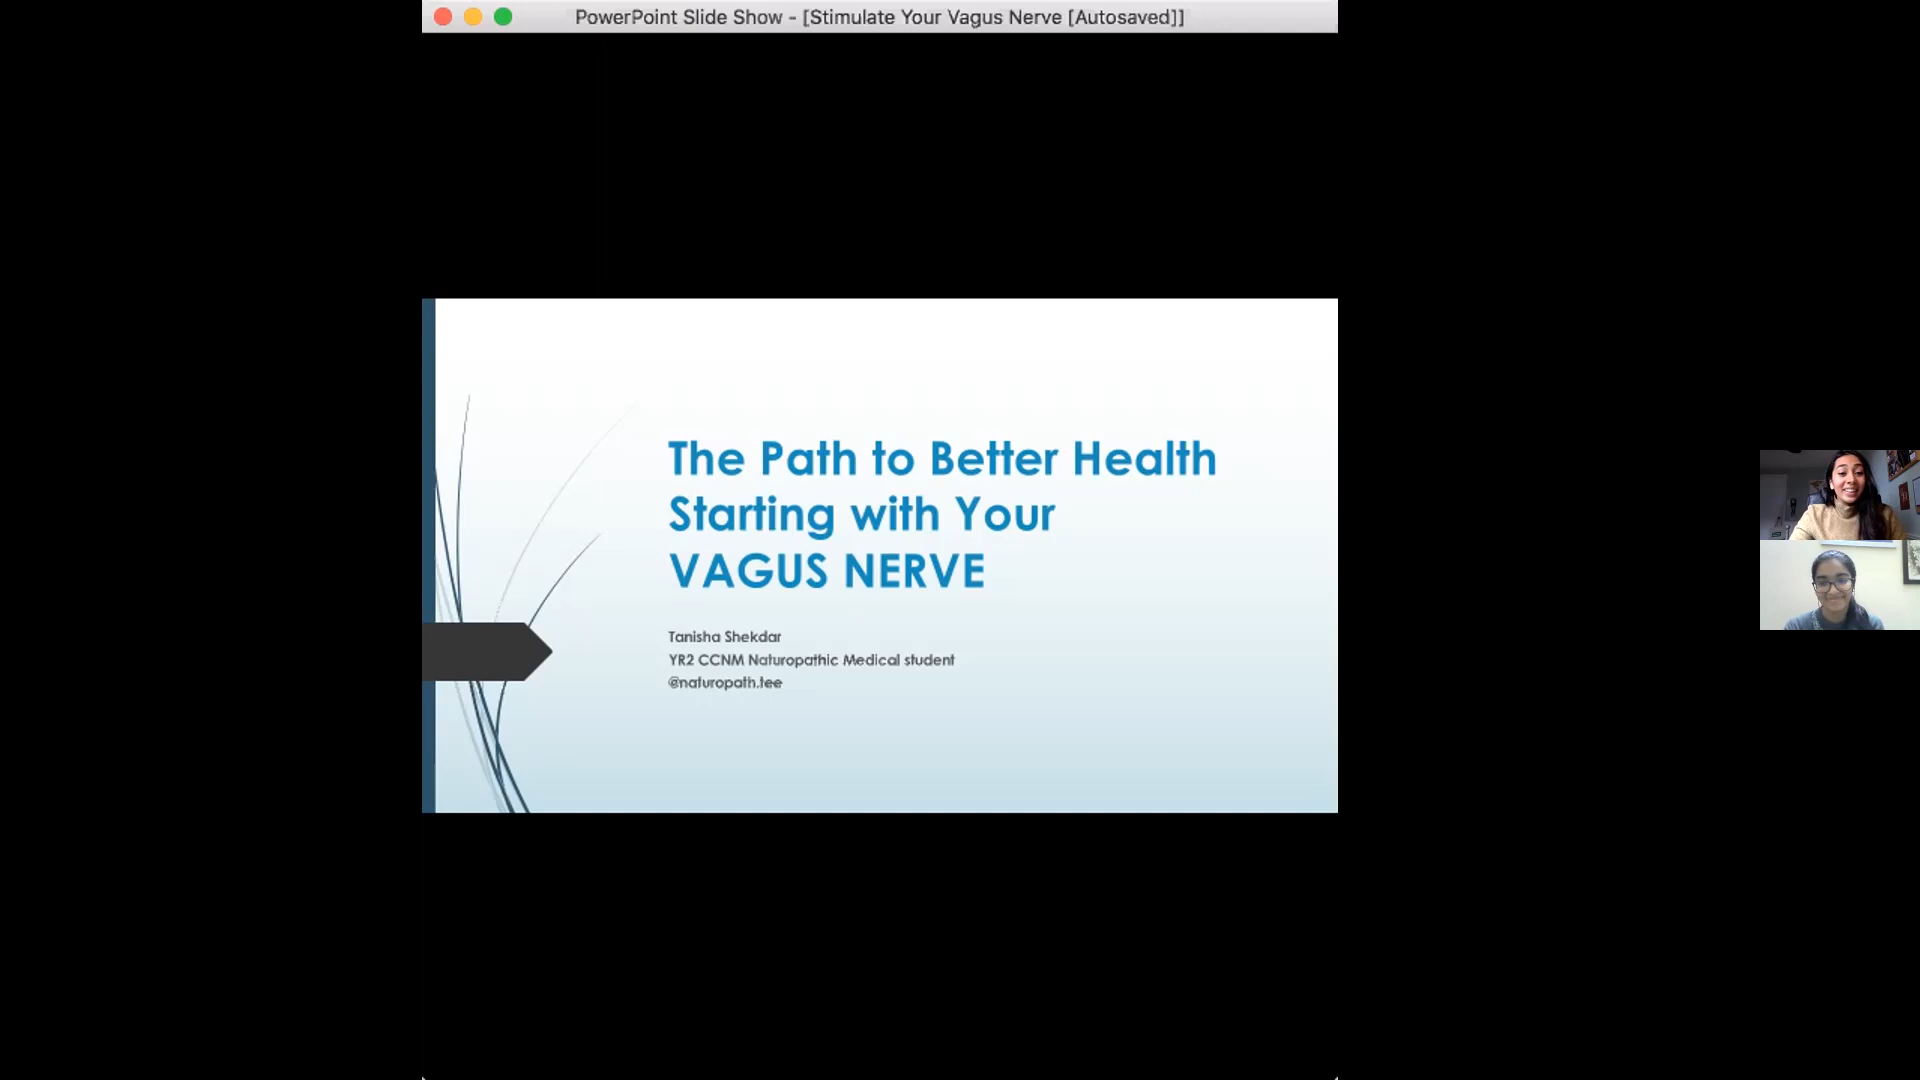 PowerPoint Slide Show - [Stimulate Your Vagus Nerve [Autosaved]]
The Path to Better Health
Starting with Your
VAGUS NERVE
Tanisha Shekdar
YR2 CCNM Naturopathic Medical student
@naturopath.tee